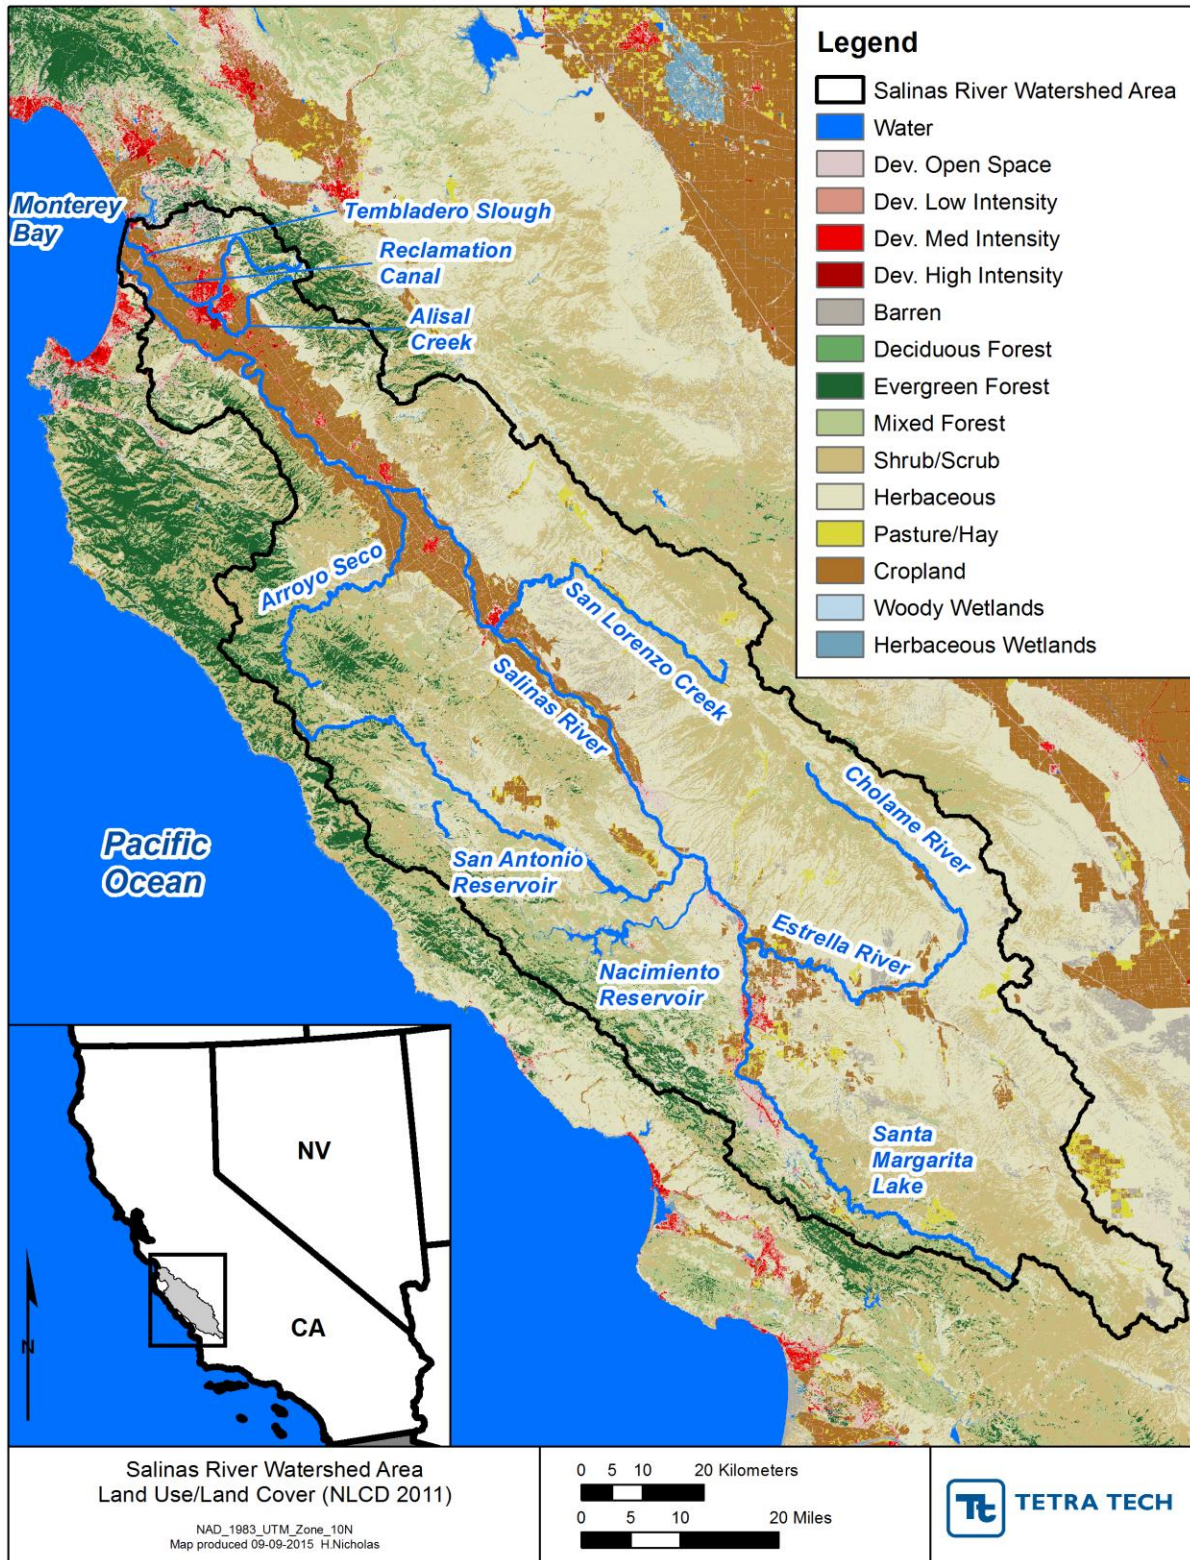 Legend
Salinas River Watershed Area
Water
Dev. Open Space
Dev. Low Intensity
Dev. Med Intensity
Dev. High Intensity
Barren
Deciduous Forest
Evergreen Forest
Mixed Forest
Shrub/Scrub
Herbaceous
Pasture/Hay
Cropland
Woody Wetlands
Herbaceous Wetlands
Monterey
Bay
Tembladero Slough
Reclamation
Canal
Alisal
Creek
Arroyo Seco
San Lorenzo Creek
Salinas River
Cholame River
Pacific
Ocean
San Antonio
Reservoir
Estrella River
Nacimiento
Reservoir
Santa
Margarita
Lake
NV
CA
N
Salinas River Watershed Area
Land Use/Land Cover (NLCD 2011)
NAD_1983_UTM_Zone_10N
Map produced 09-09-2015 H.Nicholas
0 5 10 20 Kilometers
0 5 10 20 Miles
Tt TETRA TECH